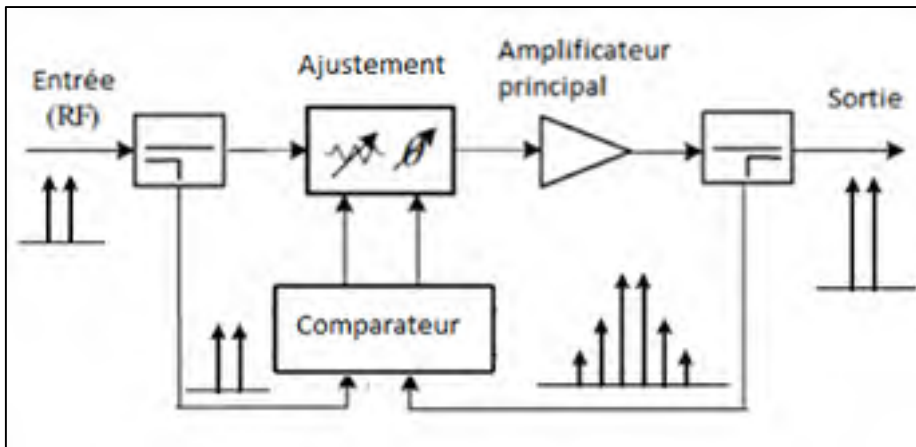 Entrée
(RF)
Ajustement
Amplificateur
principal
Sortie
Comparateur